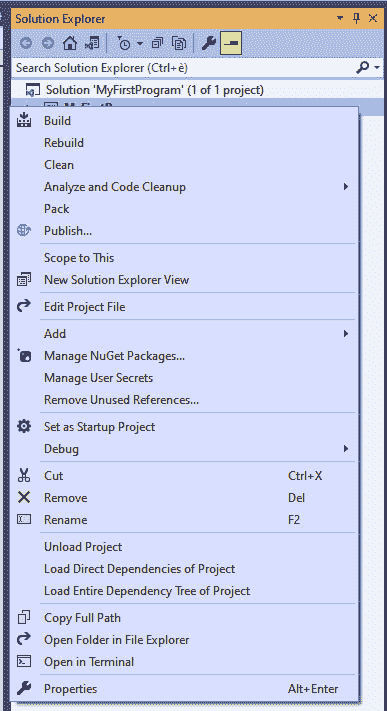 Solution Explorer
Search Solution Explorer (Ctrl+è)
Solution 'MyFirstProgram' (1 of 1 project)
Build
Rebuild
Clean
Analyze and Code Cleanup
Pack
Publish...
Scope to This
New Solution Explorer View
Edit Project File
Add
Manage NuGet Packages...
Manage User Secrets
Remove Unused References...
Set as Startup Project
Debug
Cut Ctrl+X
Remove Del
Rename F2
Unload Project
Load Direct Dependencies of Project
Load Entire Dependency Tree of Project
Copy Full Path
Open Folder in File Explorer
Open in Terminal
Properties Alt+Enter